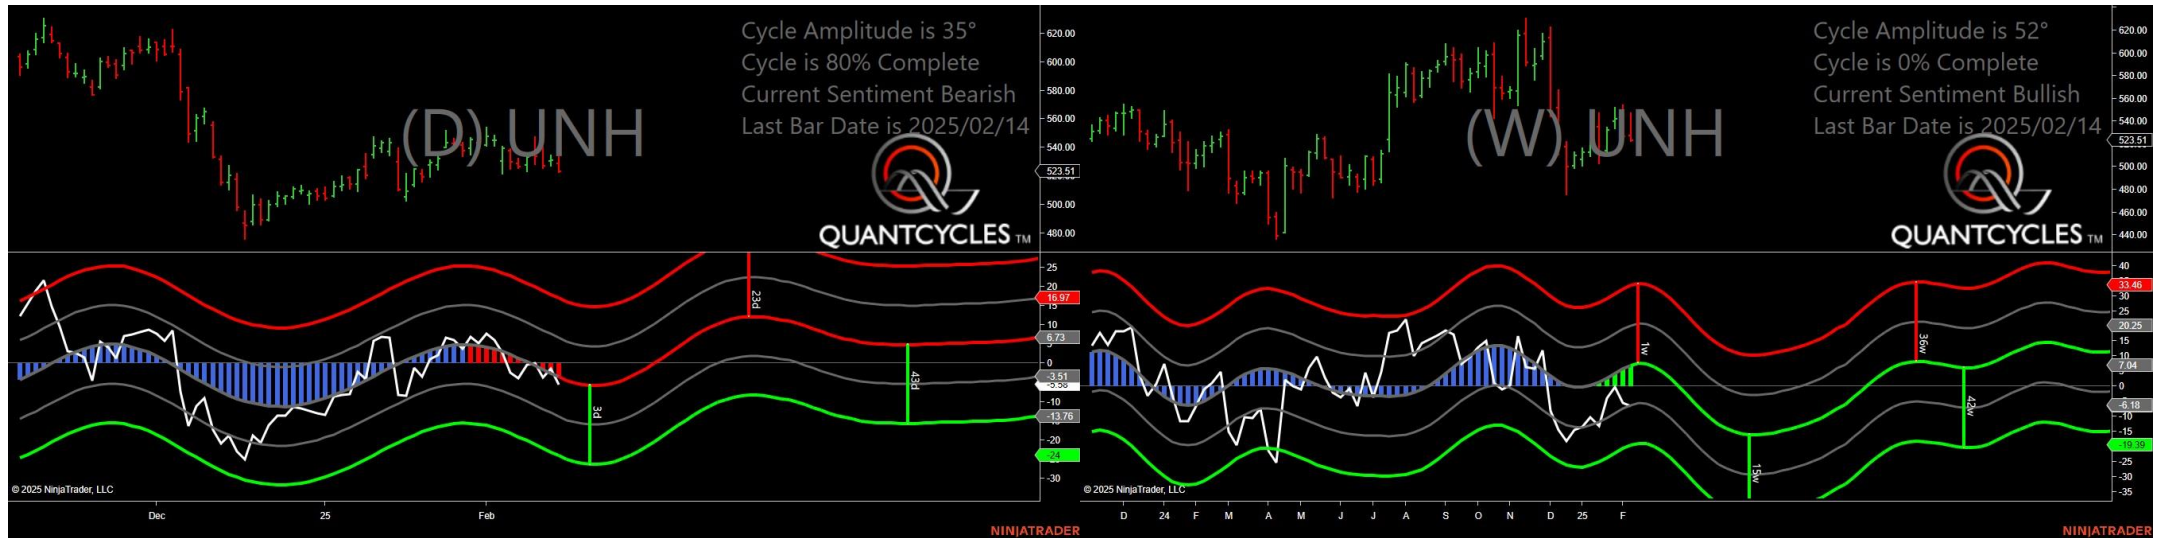 Cycle Amplitude is 35°
Cycle is 80% Complete
Current Sentiment Bearish
Last Bar Date is 2025/02/14
(D) UNH
QUANTCYCLES TM
620.00
600.00
580.00
560.00
540.00
523.51
500.00
480.00
25
20
16.97
15
10
6.73
0
-3.51
-10
-13.76
-20
-24
-30
23d
3d
43d
© 2025 NinjaTrader, LLC
Dec
25
Feb
NINJATRADER
Cycle Amplitude is 52°
Cycle is 0% Complete
Current Sentiment Bullish
Last Bar Date is 2025/02/14
(W) UNH
QUANTCYCLES TM
620.00
600.00
580.00
560.00
540.00
523.51
500.00
480.00
460.00
440.00
40
33.46
30
25
20.25
15
10
7.04
0
-6.18
-10
-15
-19.39
-25
-30
-35
1w
15w
36w
42w
© 2025 NinjaTrader, LLC
D 24 F M A M J J A S O N D 25 F
NINJATRADER